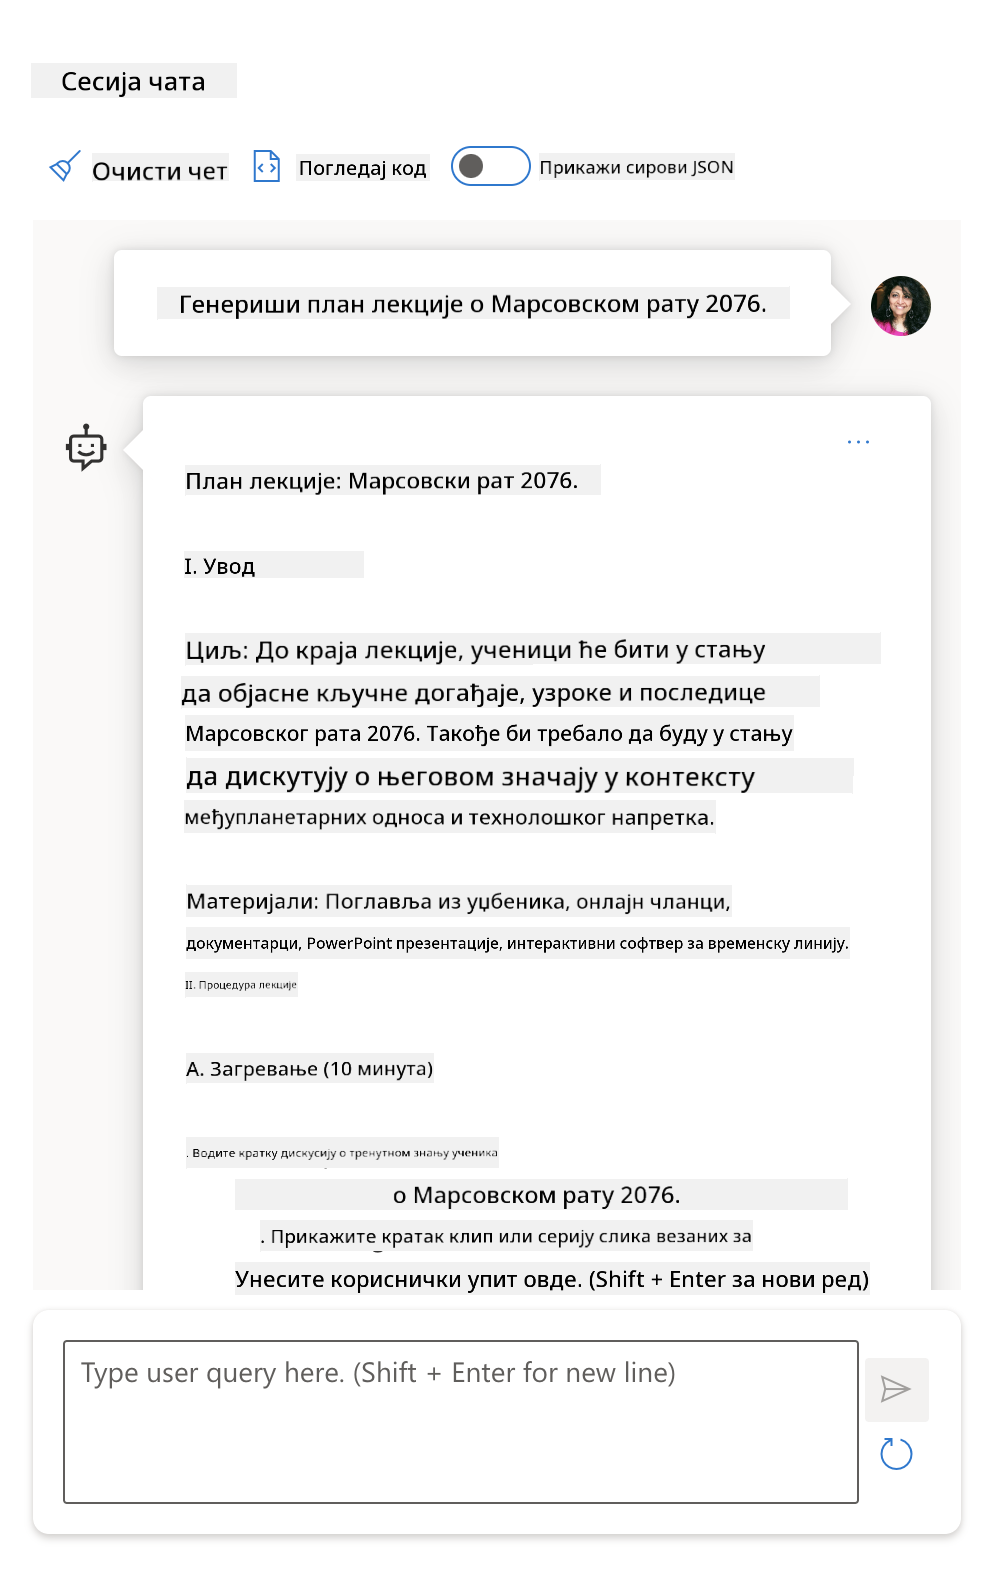 Сесија чата
Очисти чет
Погледај код
Прикажи сирови JSON
Генериши план лекције о Марсовском рату 2076.
...
План лекције: Марсовски рат 2076.
I. Увод
Циљ: До краја лекције, ученици ће бити у стању
да објасне кључне догађаје, узроке и последице
Марсовског рата 2076. Такође би требало да буду у стању
да дискутују о његовом значају у контексту
међупланетарних односа и технолошког напретка.
Материјали: Поглавља из уџбеника, онлајн чланци,
документарци, PowerPoint презентације, интерактивни софтвер за временску линију.
II. Процедура лекције
А. Загревање (10 минута)
. Водите кратку дискусију о тренутном знању ученика
о Марсовском рату 2076.
. Прикажите кратак клип или серију слика везаних за
Унесите кориснички упит овде. (Shift + Enter за нови ред)
Type user query here. (Shift + Enter for new line)